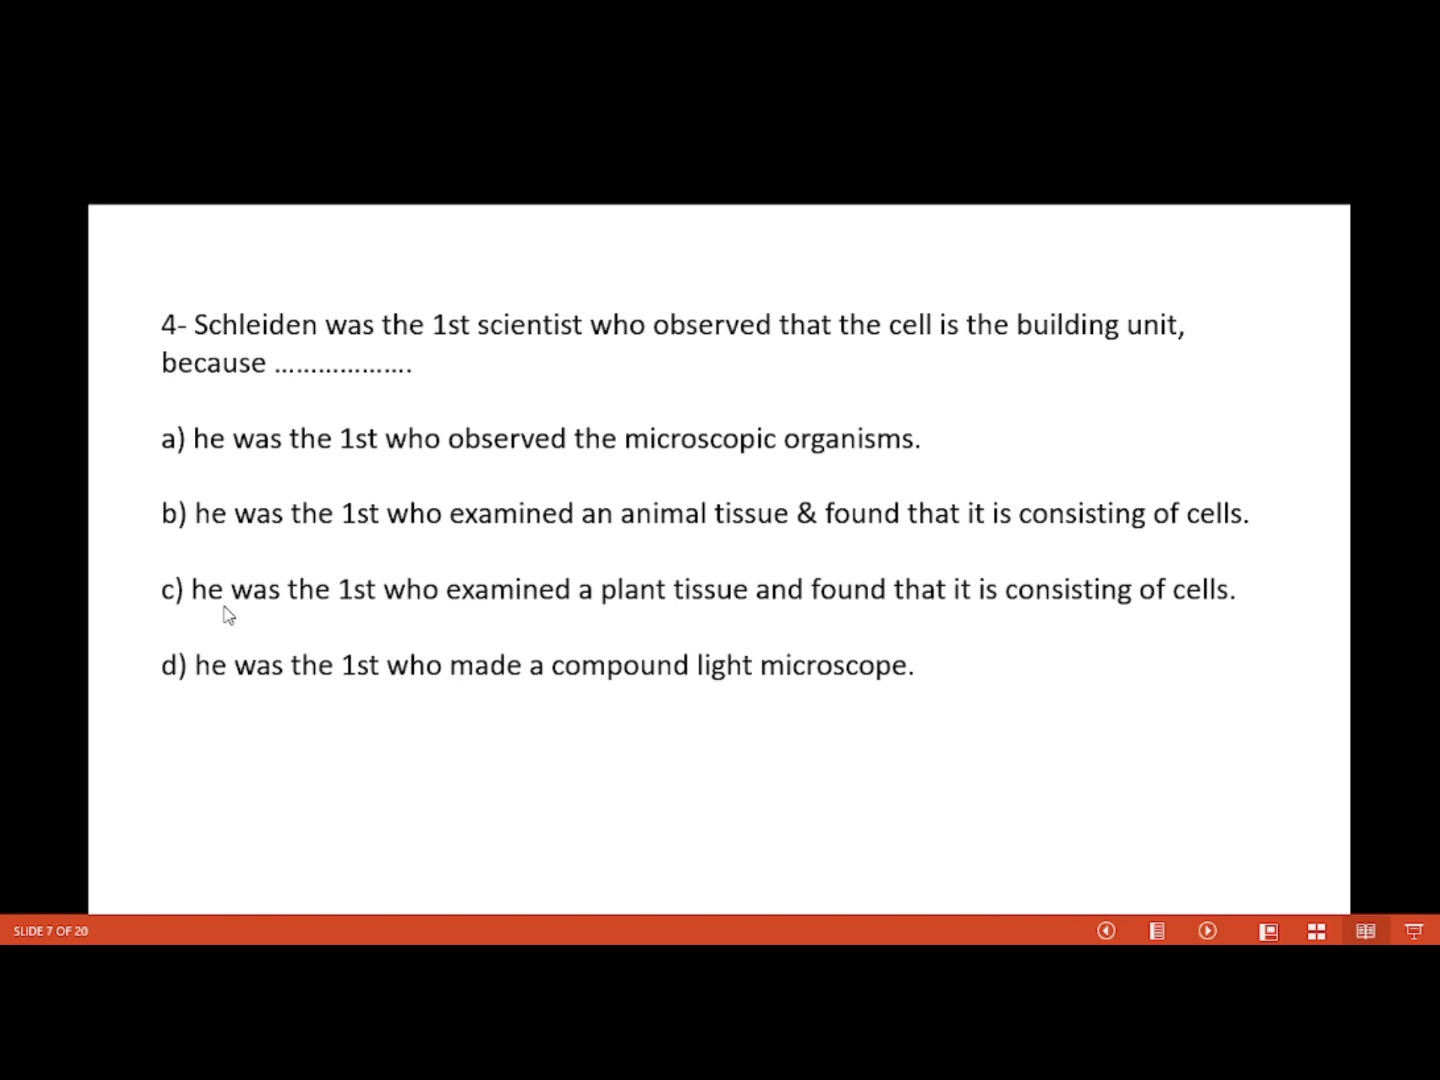 4- Schleiden was the 1st scientist who observed that the cell is the building unit,
because ...................
a) he was the 1st who observed the microscopic organisms.
b) he was the 1st who examined an animal tissue & found that it is consisting of cells.
c) he was the 1st who examined a plant tissue and found that it is consisting of cells.
d) he was the 1st who made a compound light microscope.
SLIDE 7 OF 20